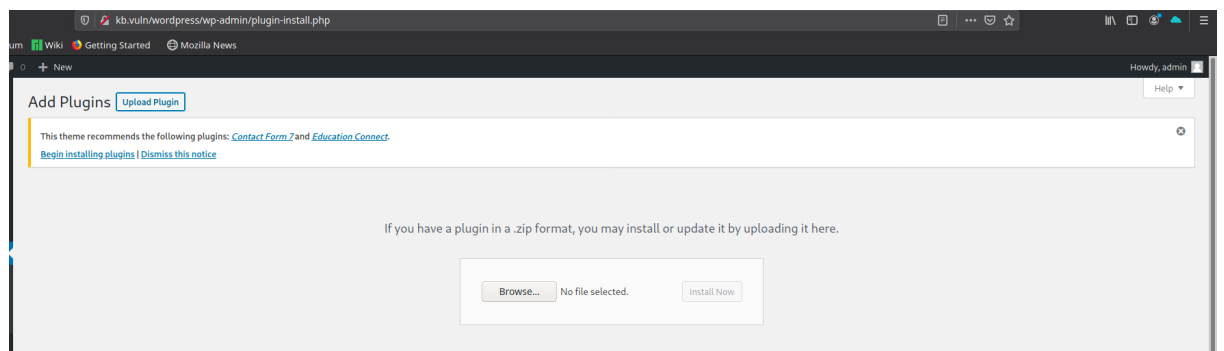 kb.vuln/wordpress/wp-admin/plugin-install.php
um Wiki Getting Started Mozilla News
0 + New Howdy, admin
Help ▼
Add Plugins Upload Plugin
This theme recommends the following plugins: Contact Form 7 and Education Connect.
Begin installing plugins | Dismiss this notice
If you have a plugin in a .zip format, you may install or update it by uploading it here.
Browse... No file selected. Install Now